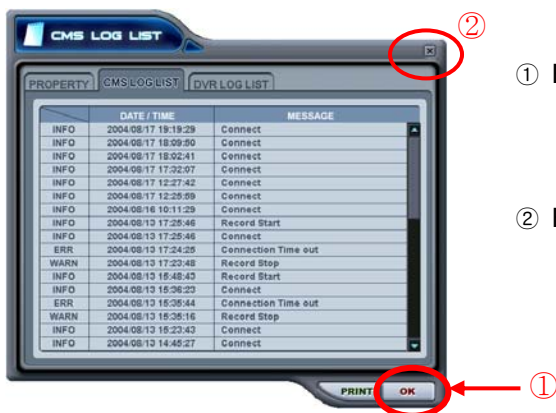 CMS LOG LIST
②
PROPERTY CMS LOG LIST DVR LOG LIST
①
DATE / TIME MESSAGE
INFO 2004/08/17 19:19:29 Connect
INFO 2004/08/17 18:09:50 Connect
INFO 2004/08/17 18:02:41 Connect
INFO 2004/08/17 17:32:07 Connect
INFO 2004/08/17 12:27:42 Connect
INFO 2004/08/17 12:25:59 Connect
INFO 2004/08/16 10:11:29 Connect
INFO 2004/08/13 17:25:46 Record Start
②
INFO 2004/08/13 17:25:46 Connect
ERR 2004/08/13 17:24:25 Connection Time out
WARN 2004/08/13 17:23:48 Record Stop
INFO 2004/08/13 15:48:43 Record Start
INFO 2004/08/13 15:36:23 Connect
ERR 2004/08/13 15:35:44 Connection Time out
WARN 2004/08/13 15:35:16 Record Stop
INFO 2004/08/13 15:23:43 Connect
INFO 2004/08/13 14:45:27 Connect
PRINT OK
①